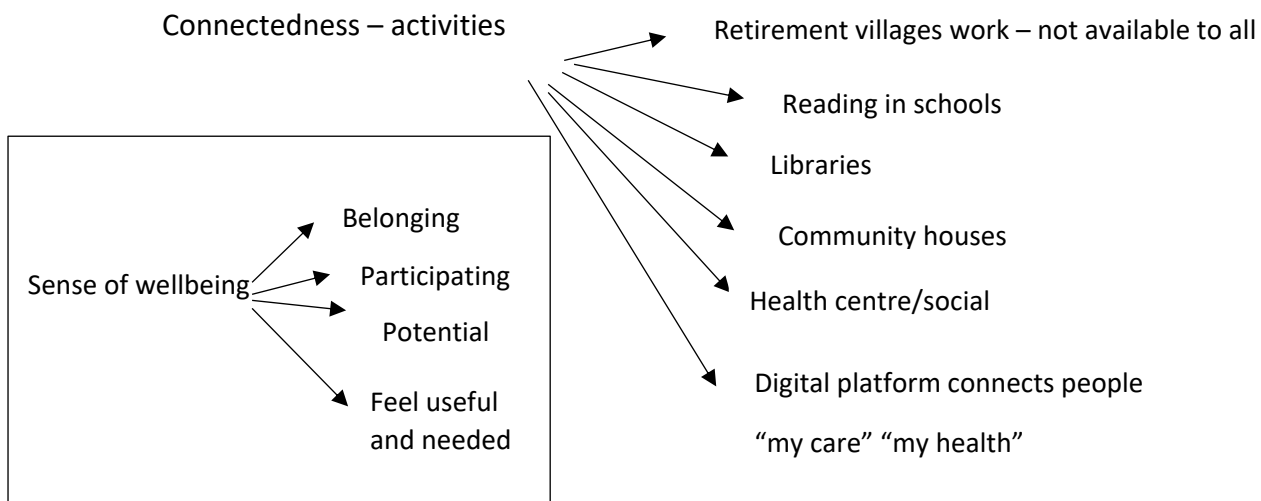 Connectedness – activities
Retirement villages work – not available to all
Reading in schools
Libraries
Community houses
Health centre/social
Digital platform connects people
“my care” “my health”
Sense of wellbeing
Belonging
Participating
Potential
Feel useful
and needed